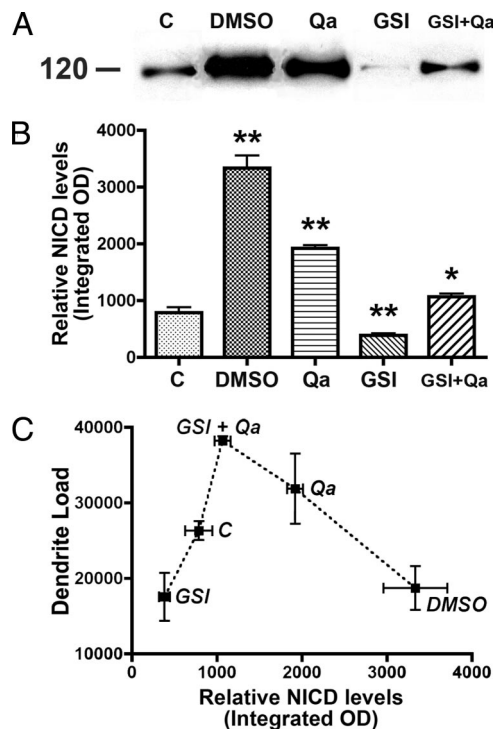 A
C DMSO Qa GSI GSI+Qa
120
B
Relative NICD levels
(Integrated OD)
4000
3000
2000
1000
0
** ** ** *
C DMSO Qa GSI GSI+Qa
C
Dendrite Load
40000
30000
20000
10000
GSI + Qa
Qa
C
GSI
DMSO
0 1000 2000 3000 4000
Relative NICD levels
(Integrated OD)